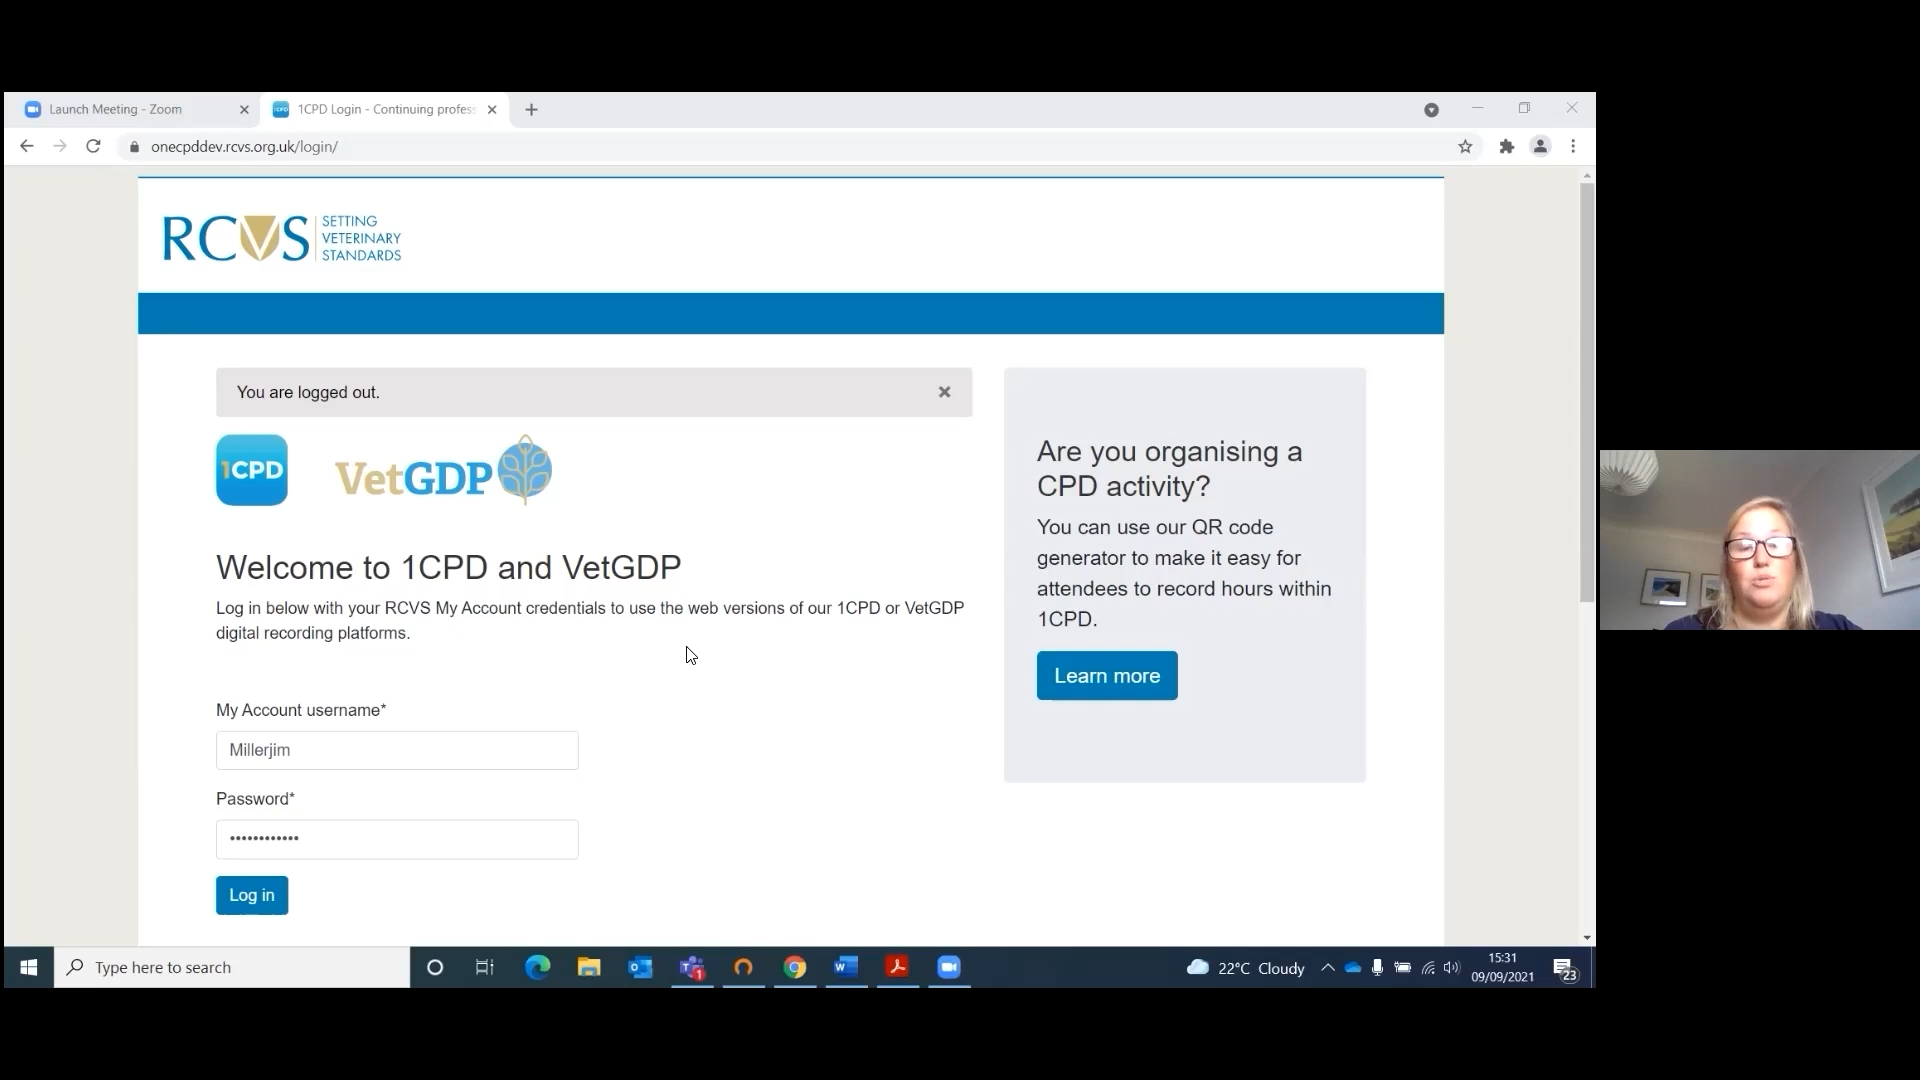 Launch Meeting - Zoom
1CPD Login - Continuing profes
onecpddev.rcvs.org.uk/login/
RCVS
SETTING
VETERINARY
STANDARDS
You are logged out.
1CPD
VetGDP
Welcome to 1CPD and VetGDP
Log in below with your RCVS My Account credentials to use the web versions of our 1CPD or VetGDP
digital recording platforms.
My Account username*
Millerjim
Password*
••••••••••••
Log in
Are you organising a
CPD activity?
You can use our QR code
generator to make it easy for
attendees to record hours within
1CPD.
Learn more
Type here to search
1
22°C Cloudy
15:31
09/09/2021
23